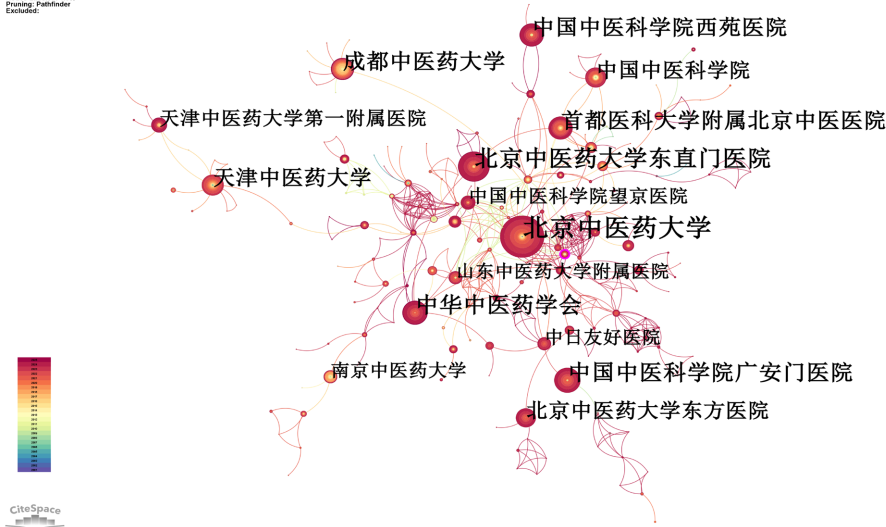 Pruning: Pathfinder
Excluded:
中国中医科学院西苑医院
成都中医药大学
中国中医科学院
天津中医药大学第一附属医院
首都医科大学附属北京中医医院
北京中医药大学东直门医院
天津中医药大学
中国中医科学院望京医院
北京中医药大学
山东中医药大学附属医院
中华中医药学会
中日友好医院
南京中医药大学
中国中医科学院广安门医院
北京中医药大学东方医院
CiteSpace